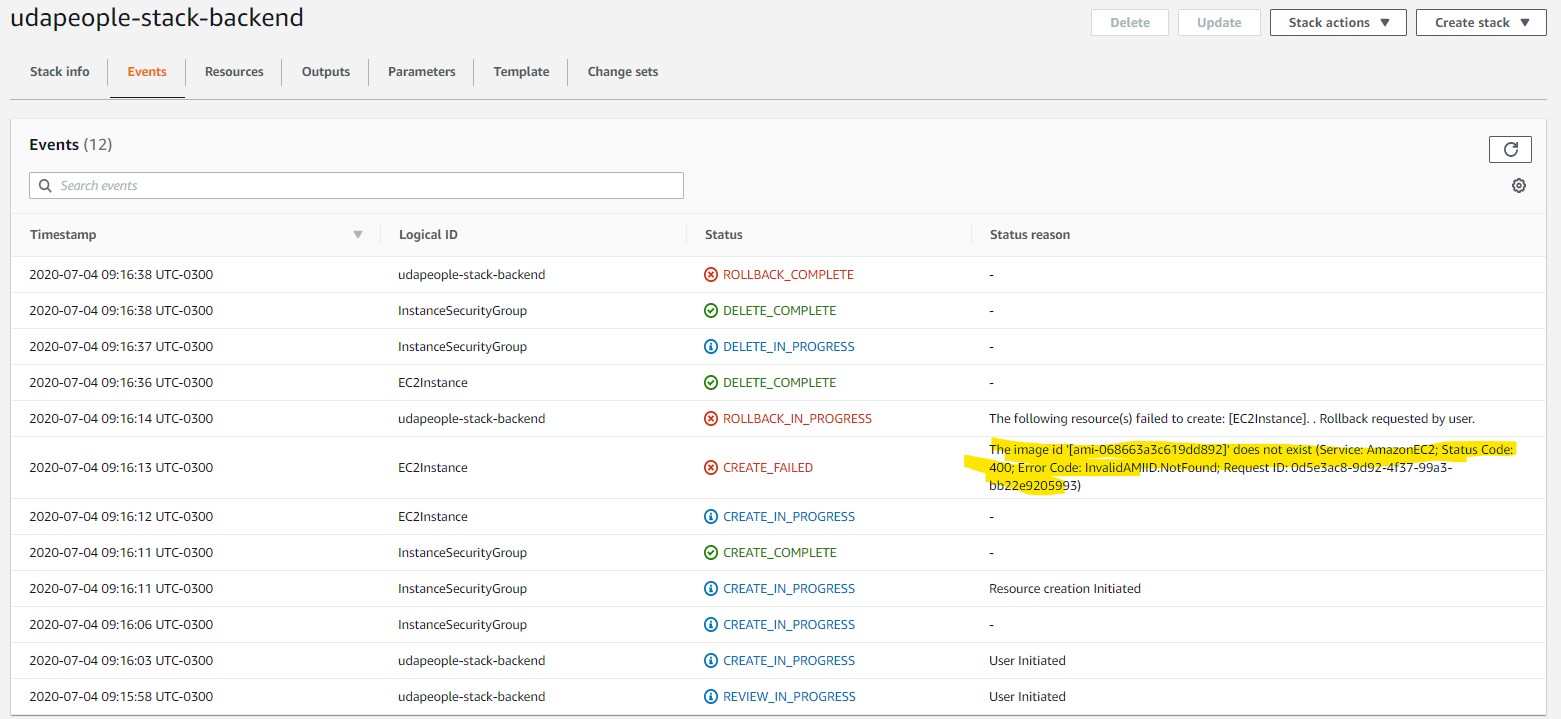 udapeople-stack-backend
Delete
Update
Stack actions
Create stack
Stack info
Events
Resources
Outputs
Parameters
Template
Change sets
Events (12)
Search events
Timestamp Logical ID Status Status reason
2020-07-04 09:16:38 UTC-0300 udapeople-stack-backend ROLLBACK_COMPLETE -
2020-07-04 09:16:38 UTC-0300 InstanceSecurityGroup DELETE_COMPLETE -
2020-07-04 09:16:37 UTC-0300 InstanceSecurityGroup DELETE_IN_PROGRESS -
2020-07-04 09:16:36 UTC-0300 EC2Instance DELETE_COMPLETE -
2020-07-04 09:16:14 UTC-0300 udapeople-stack-backend ROLLBACK_IN_PROGRESS The following resource(s) failed to create: [EC2Instance]. . Rollback requested by user.
2020-07-04 09:16:13 UTC-0300 EC2Instance CREATE_FAILED The image id '[ami-068663a3c619dd892]' does not exist (Service: AmazonEC2; Status Code:
400; Error Code: InvalidAMIID.NotFound; Request ID: 0d5e3ac8-9d92-4f37-99a3-
bb22e9205993)
2020-07-04 09:16:12 UTC-0300 EC2Instance CREATE_IN_PROGRESS -
2020-07-04 09:16:11 UTC-0300 InstanceSecurityGroup CREATE_COMPLETE -
2020-07-04 09:16:11 UTC-0300 InstanceSecurityGroup CREATE_IN_PROGRESS Resource creation Initiated
2020-07-04 09:16:06 UTC-0300 InstanceSecurityGroup CREATE_IN_PROGRESS -
2020-07-04 09:16:03 UTC-0300 udapeople-stack-backend CREATE_IN_PROGRESS User Initiated
2020-07-04 09:15:58 UTC-0300 udapeople-stack-backend REVIEW_IN_PROGRESS User Initiated